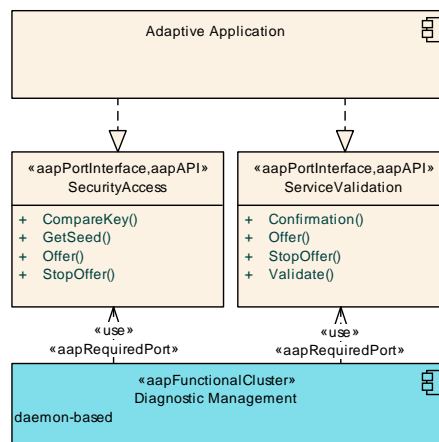 Adaptive Application
«aapPortInterface,aapAPI»
SecurityAccess
+ CompareKey()
+ GetSeed()
+ Offer()
+ StopOffer()
«aapPortInterface,aapAPI»
ServiceValidation
+ Confirmation()
+ Offer()
+ StopOffer()
+ Validate()
«use»
«aapRequiredPort»
«use»
«aapRequiredPort»
«aapFunctionalCluster»
Diagnostic Management
daemon-based